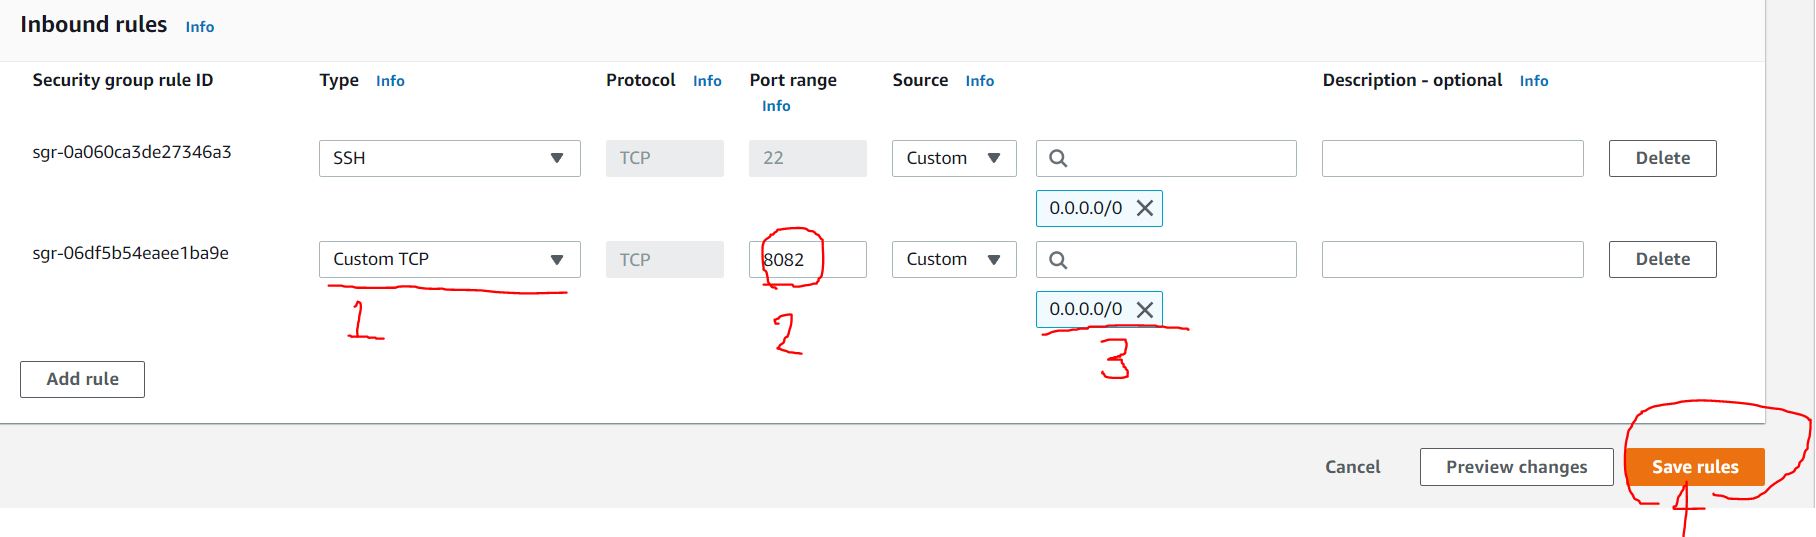 Inbound rules Info
Security group rule ID Type Info Protocol Info Port range Info Source Info Description - optional Info
sgr-0a060ca3de27346a3 SSH TCP 22 Custom Delete
0.0.0.0/0
sgr-06df5b54eaee1ba9e Custom TCP TCP 8082 Custom Delete
0.0.0.0/0
1 2 3
Add rule
Cancel Preview changes Save rules
4